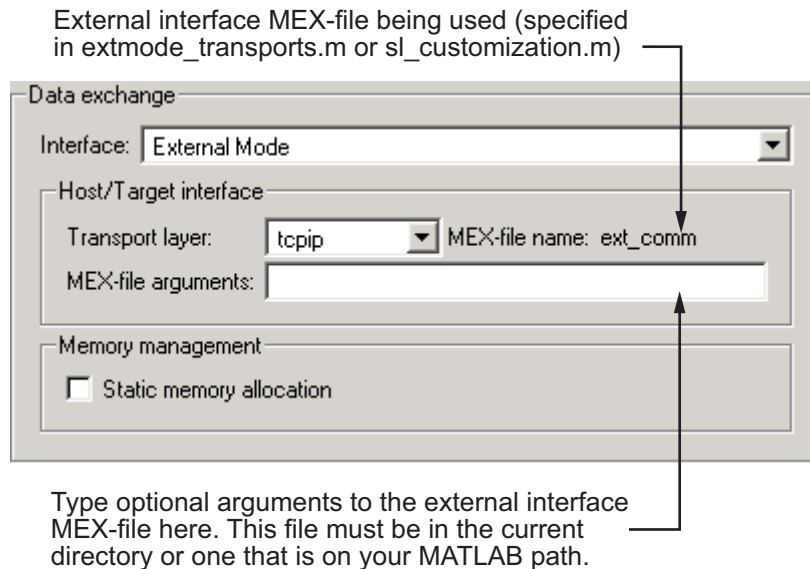 External interface MEX-file being used (specified
in extmode_transports.m or sl_customization.m)
Data exchange
Interface: External Mode
Host/Target interface
Transport layer: tcpip MEX-file name: ext_comm
MEX-file arguments:
Memory management
Static memory allocation
Type optional arguments to the external interface
MEX-file here. This file must be in the current
directory or one that is on your MATLAB path.